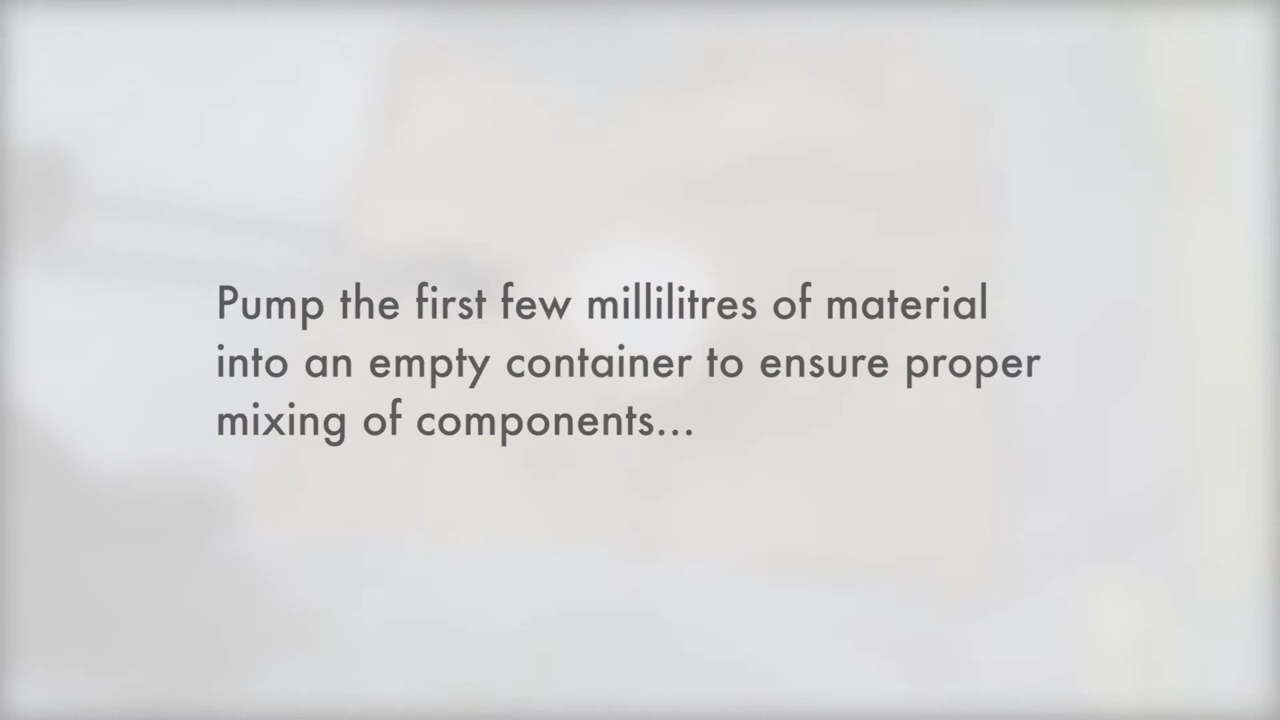 Pump the first few millilitres of material
into an empty container to ensure proper
mixing of components...